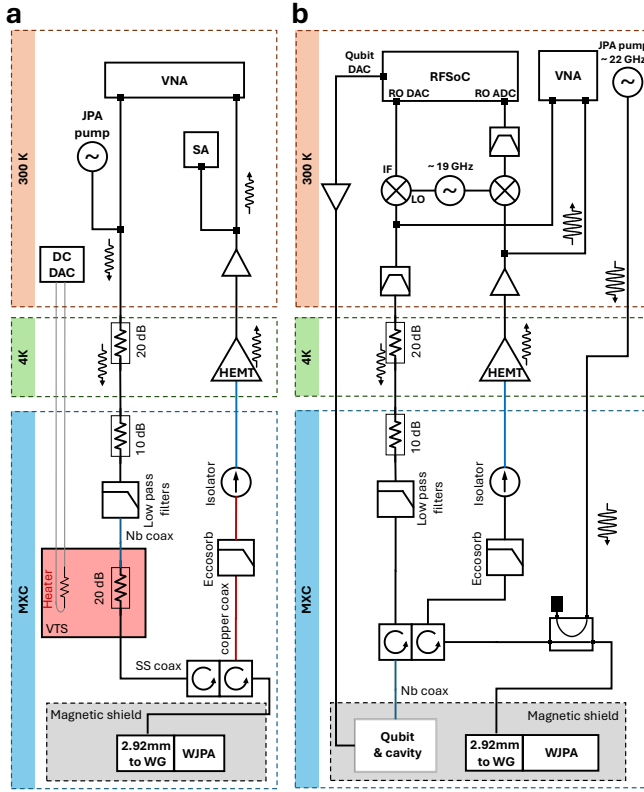 a
VNA
JPA
pump
~
SA
DC
DAC
300 K
20 dB
HEMT
4K
10 dB
Low pass
filters
Nb coax
Isolator
Eccosorb
copper coax
Heater
20 dB
VTS
SS coax
MXC
Magnetic shield
2.92mm
to WG
WJPA
b
Qubit
DAC
RFSoC
RO DAC
RO ADC
VNA
JPA pump
~ 22 GHz
~
IF
LO
~ 19 GHz
~
300 K
20 dB
HEMT
4K
10 dB
Low pass
filters
Isolator
Eccosorb
Nb coax
MXC
Magnetic shield
Qubit
& cavity
2.92mm
to WG
WJPA